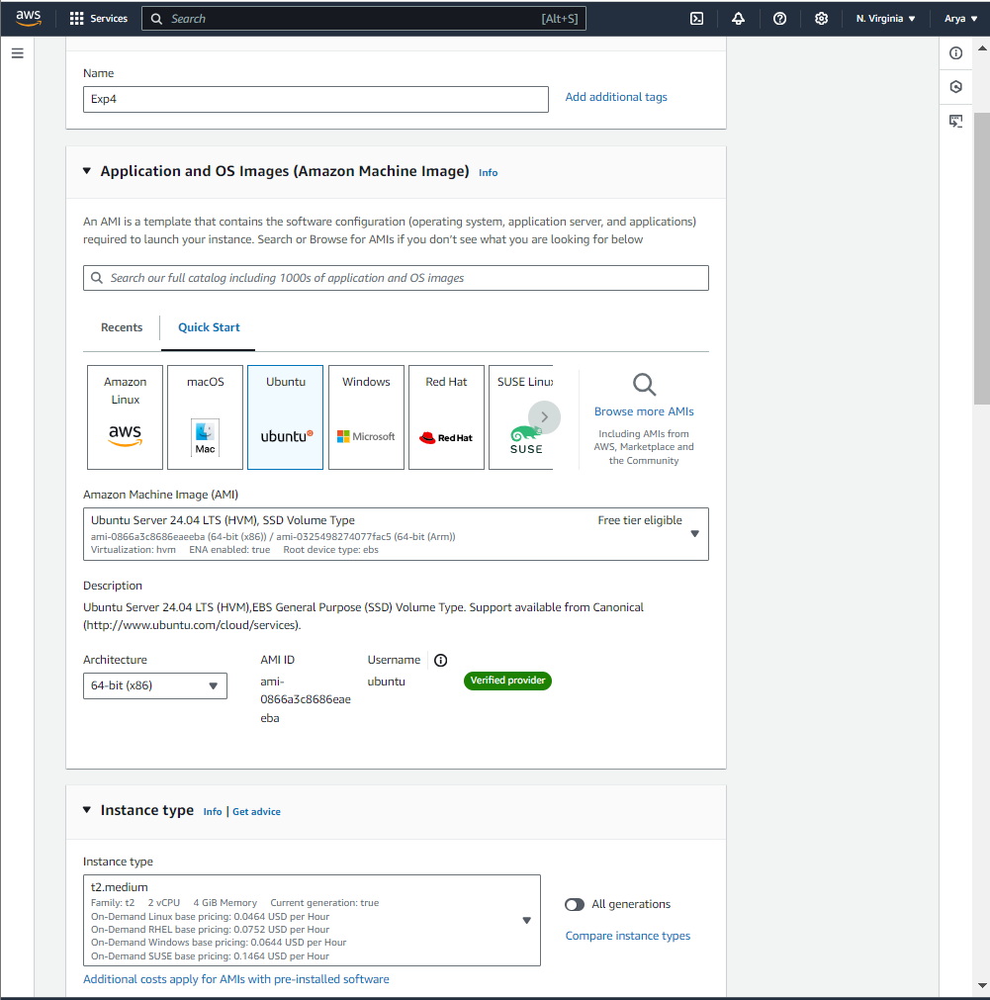 aws Services Search [Alt+S] N. Virginia Arya
Name
Exp4
Add additional tags
Application and OS Images (Amazon Machine Image) Info
An AMI is a template that contains the software configuration (operating system, application server, and applications)
required to launch your instance. Search or Browse for AMIs if you don't see what you are looking for below
Search our full catalog including 1000s of application and OS images
Recents Quick Start
Amazon
Linux
aws
macOS
Mac
Ubuntu
ubuntu
Windows
Microsoft
Red Hat
Red Hat
SUSE Linux
SUSE
Browse more AMIs
Including AMIs from
AWS, Marketplace and
the Community
Amazon Machine Image (AMI)
Ubuntu Server 24.04 LTS (HVM), SSD Volume Type Free tier eligible
ami-0866a3c8686eaeeba (64-bit (x86)) / ami-0325498274077fac5 (64-bit (Arm))
Virtualization: hvm ENA enabled: true Root device type: ebs
Description
Ubuntu Server 24.04 LTS (HVM),EBS General Purpose (SSD) Volume Type. Support available from Canonical
(http://www.ubuntu.com/cloud/services).
Architecture
64-bit (x86)
AMI ID
ami-
0866a3c8686eae
eba
Username
ubuntu
Verified provider
Instance type Info | Get advice
Instance type
t2.medium
Family: t2 2 vCPU 4 GiB Memory Current generation: true
On-Demand Linux base pricing: 0.0464 USD per Hour
On-Demand RHEL base pricing: 0.0752 USD per Hour
On-Demand Windows base pricing: 0.0644 USD per Hour
On-Demand SUSE base pricing: 0.1464 USD per Hour
All generations
Compare instance types
Additional costs apply for AMIs with pre-installed software